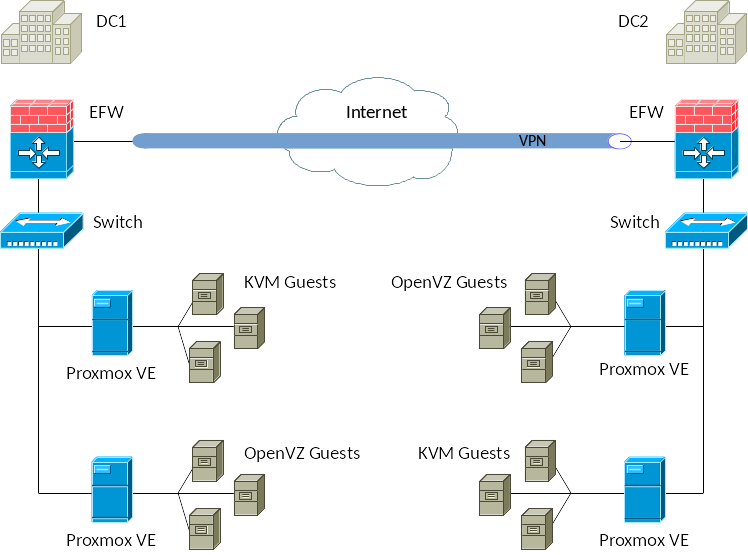 DC1
DC2
EFW
Internet
EFW
VPN
Switch
Switch
KVM Guests
OpenVZ Guests
Proxmox VE
Proxmox VE
OpenVZ Guests
KVM Guests
Proxmox VE
Proxmox VE